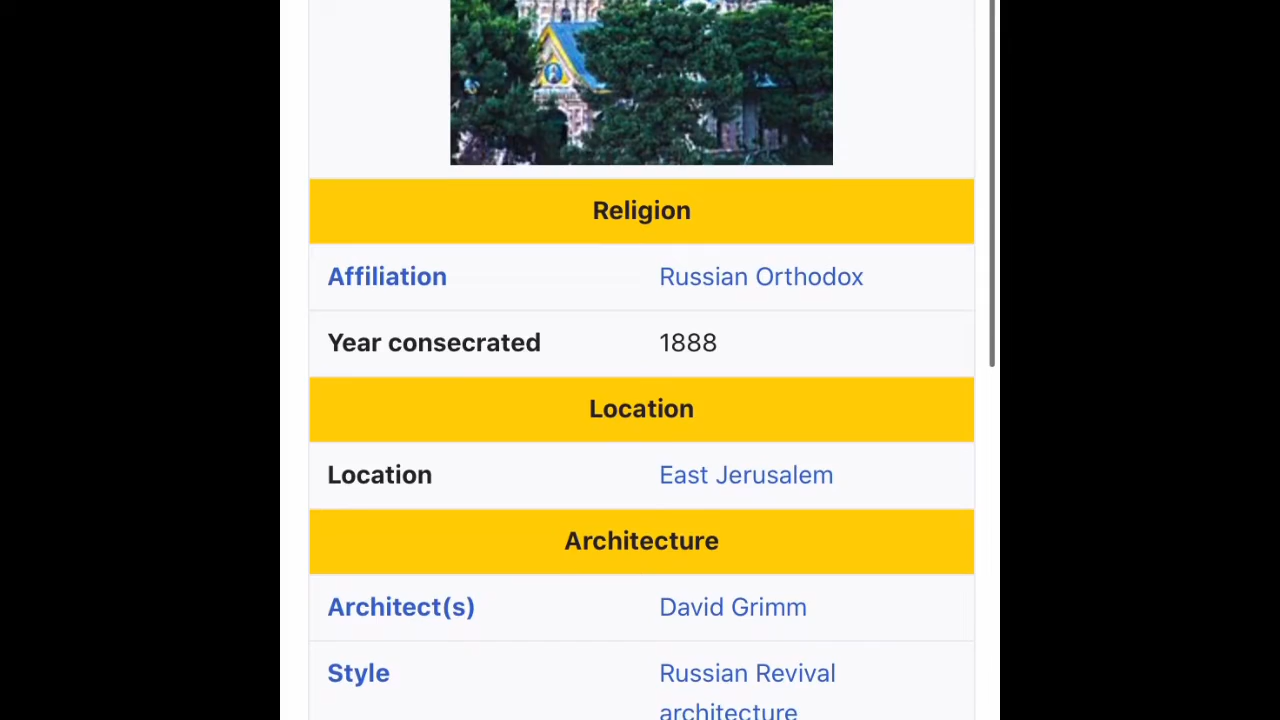 Religion
Affiliation Russian Orthodox
Year consecrated 1888
Location
Location East Jerusalem
Architecture
Architect(s) David Grimm
Style Russian Revival
architecture